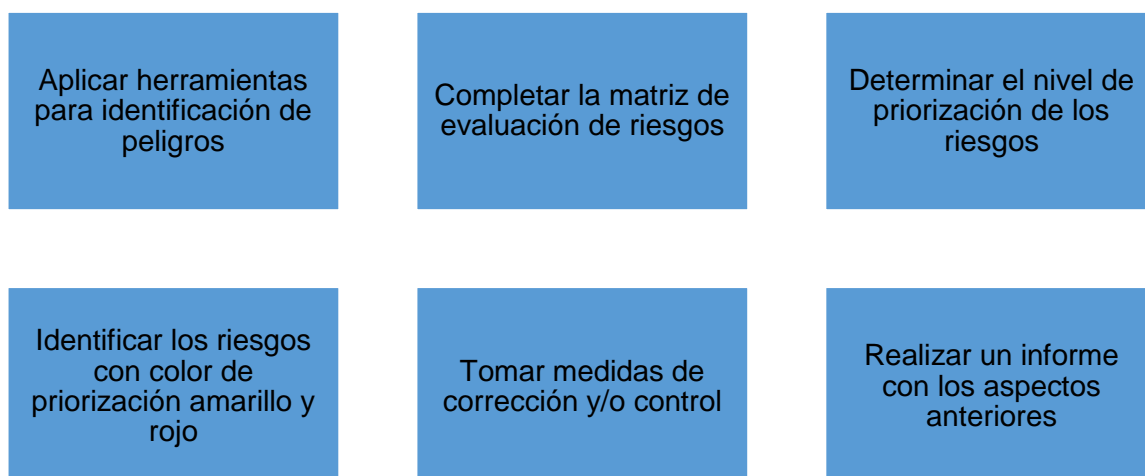 Aplicar herramientas
para identificación de
peligros
Completar la matriz de
evaluación de riesgos
Determinar el nivel de
priorización de los
riesgos
Identificar los riesgos
con color de
priorización amarillo y
rojo
Tomar medidas de
corrección y/o control
Realizar un informe
con los aspectos
anteriores